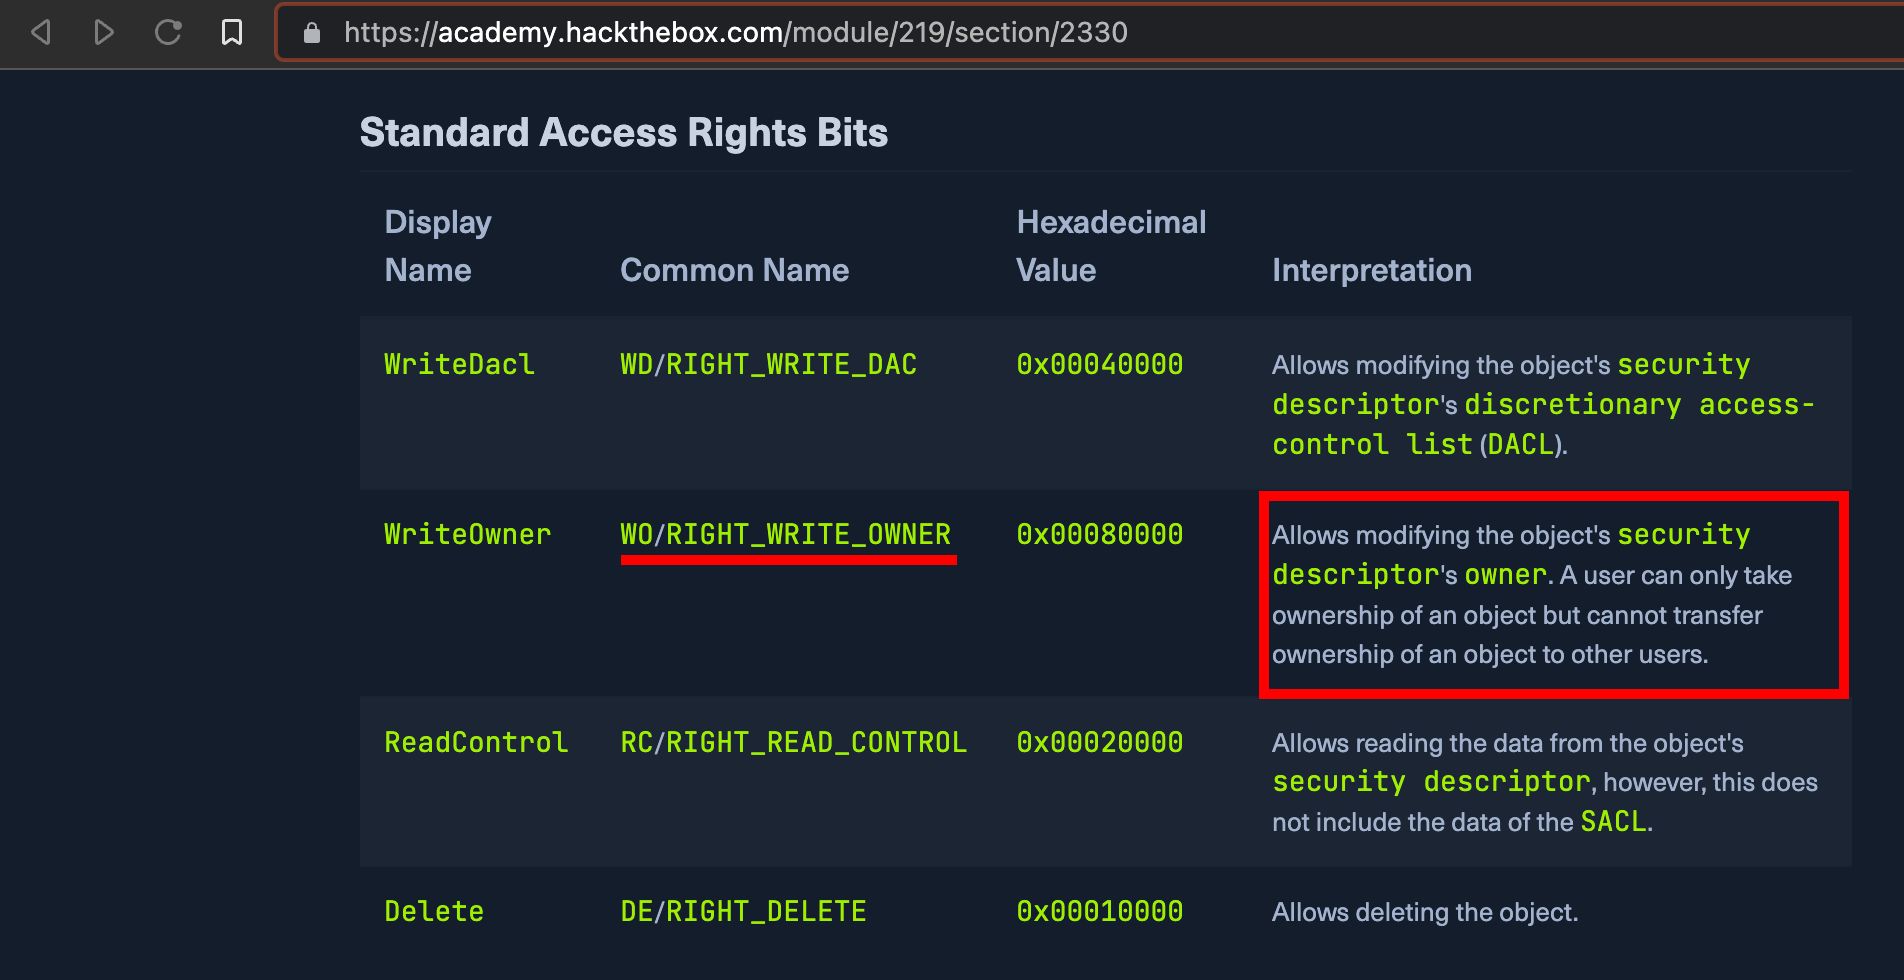 https://academy.hackthebox.com/module/219/section/2330
Standard Access Rights Bits
Display
Name
Common Name
Hexadecimal
Value
Interpretation
WriteDacl
WD/RIGHT_WRITE_DAC
0x00040000
Allows modifying the object's security
descriptor's discretionary access-
control list (DACL).
WriteOwner
WO/RIGHT_WRITE_OWNER
0x00080000
Allows modifying the object's security
descriptor's owner. A user can only take
ownership of an object but cannot transfer
ownership of an object to other users.
ReadControl
RC/RIGHT_READ_CONTROL
0x00020000
Allows reading the data from the object's
security descriptor, however, this does
not include the data of the SACL.
Delete
DE/RIGHT_DELETE
0x00010000
Allows deleting the object.